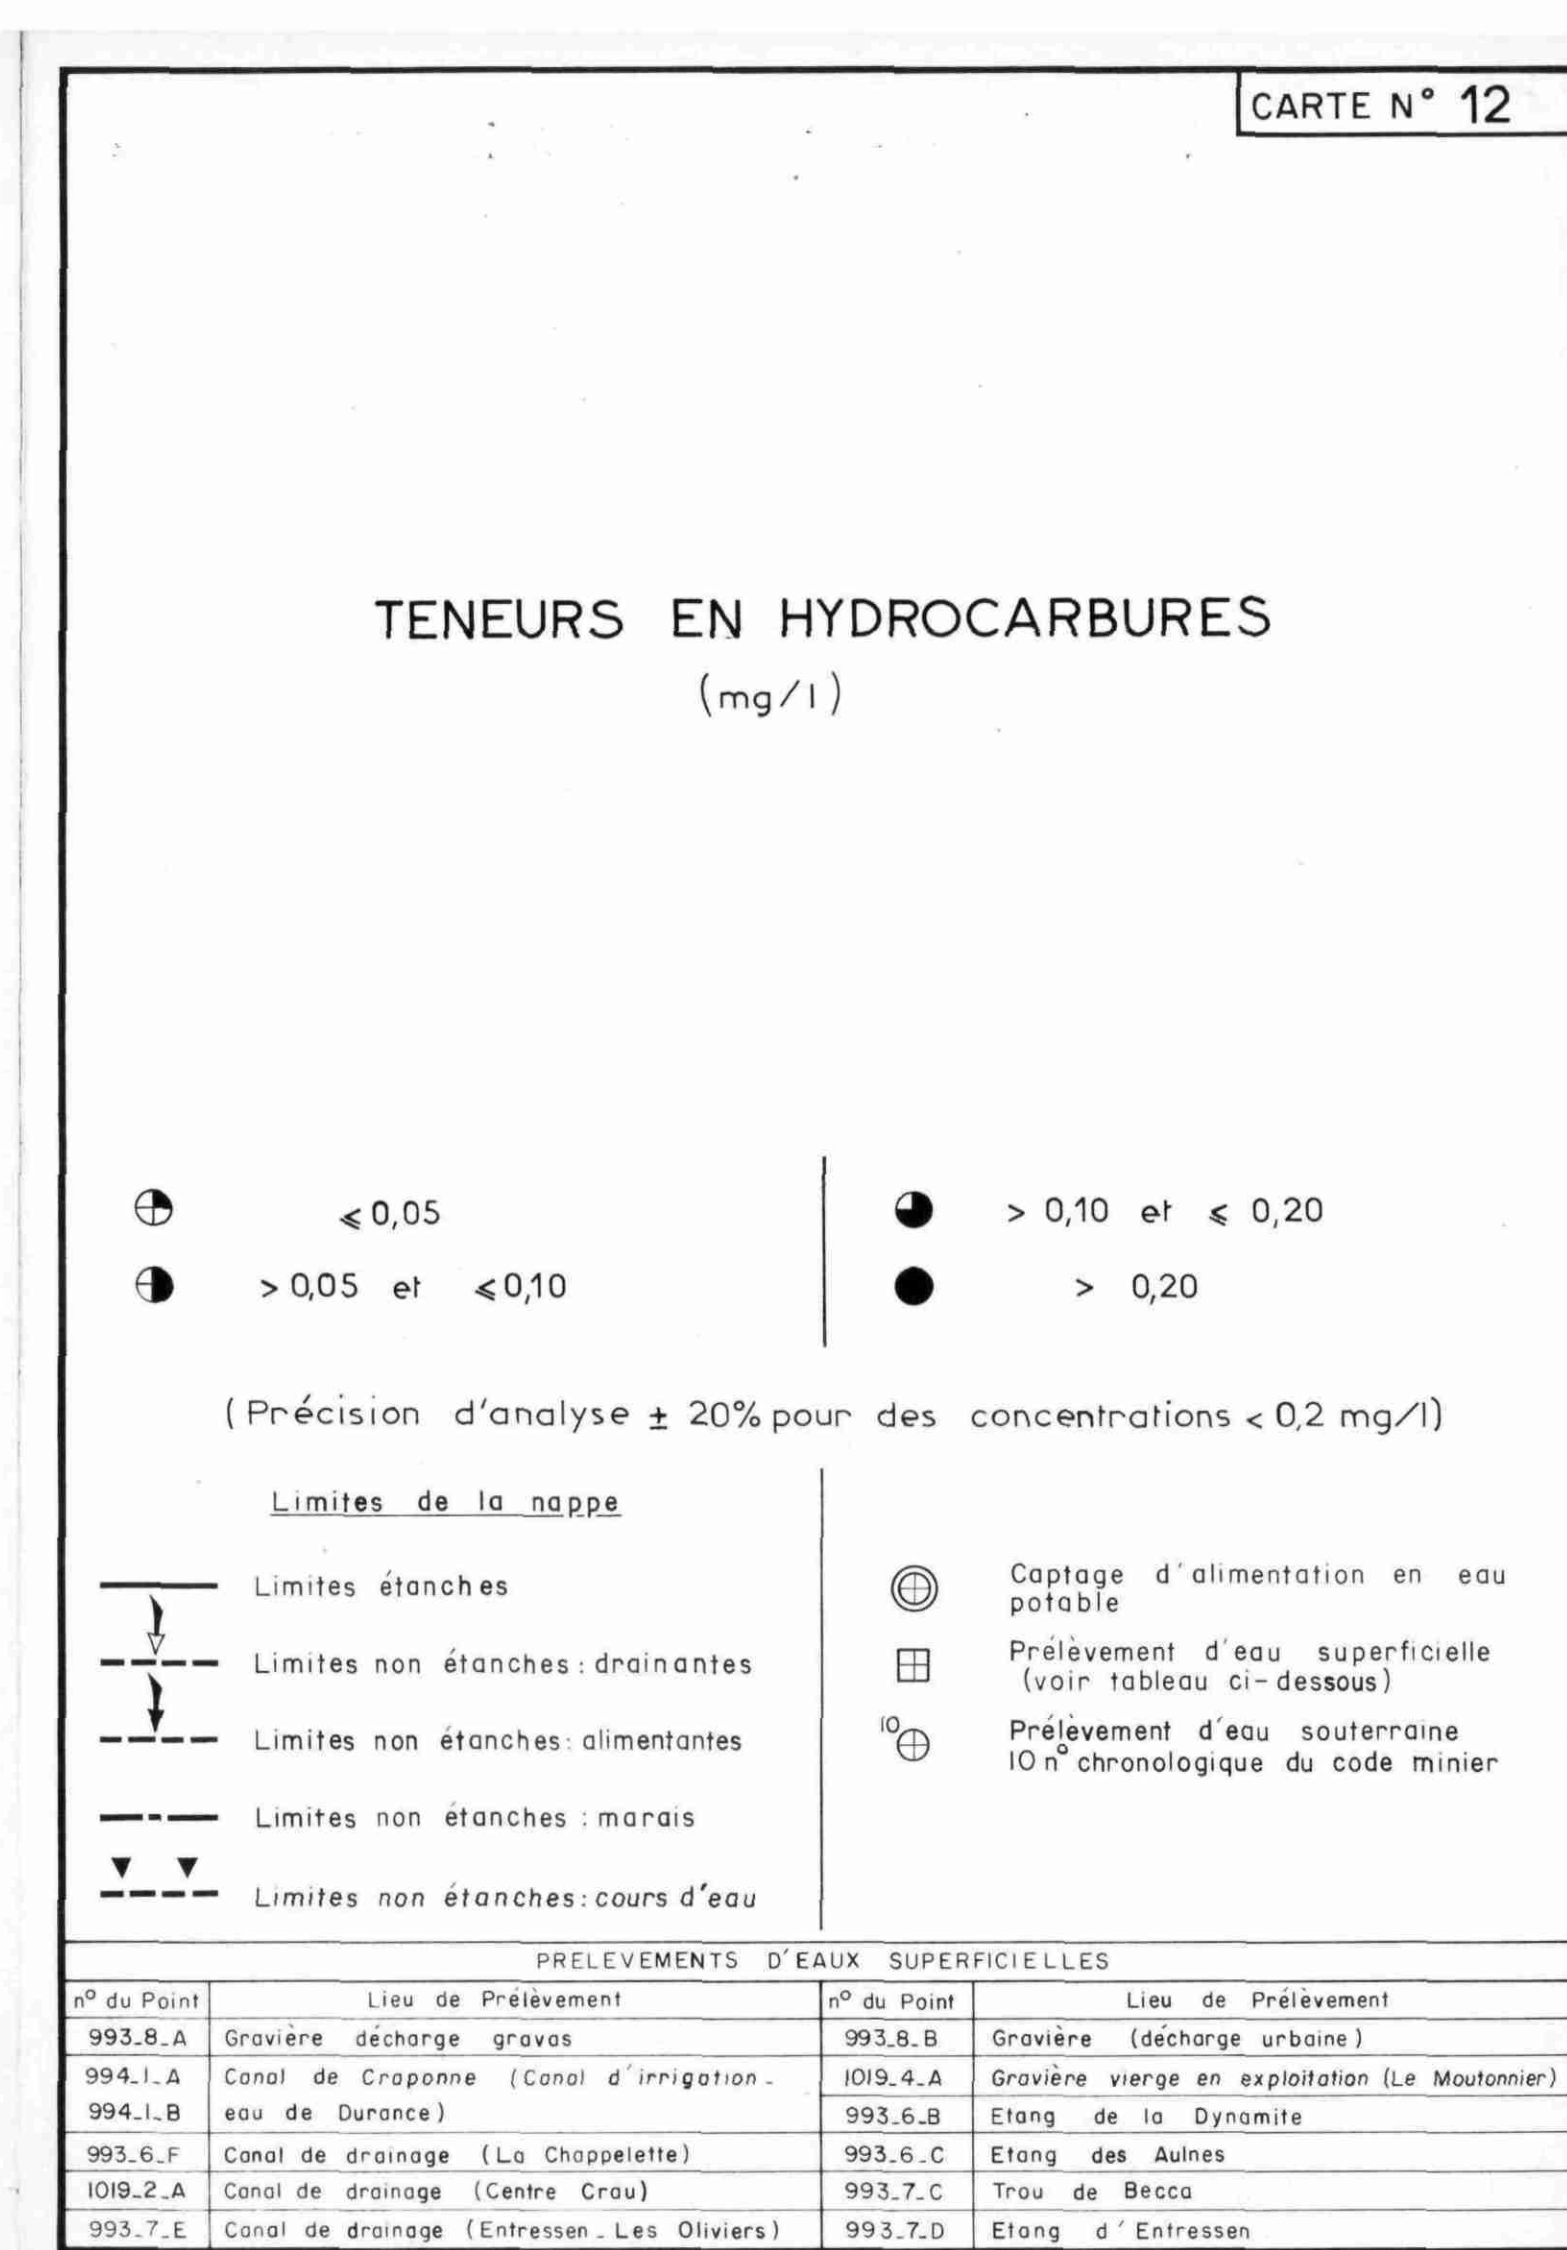 CARTE N° 12
TENEURS EN HYDROCARBURES
(mg/l)
⩽ 0,05
> 0,05 et ⩽ 0,10
> 0,10 et ⩽ 0,20
> 0,20
(Précision d'analyse ± 20% pour des concentrations < 0,2 mg/l)
Limites de la nappe
Limites étanches
Limites non étanches : drainantes
Limites non étanches : alimentantes
Limites non étanches : marais
Limites non étanches : cours d'eau
Captage d'alimentation en eau
potable
Prélèvement d'eau superficielle
(voir tableau ci-dessous)
10
Prélèvement d'eau souterraine
10 n° chronologique du code minier
PRELEVEMENTS D'EAUX SUPERFICIELLES
n° du Point Lieu de Prélèvement n° du Point Lieu de Prélèvement
993_8_A Gravière décharge gravas 993_8_B Gravière (décharge urbaine)
994_1_A Canal de Craponne (Canal d'irrigation - 1019_4_A Gravière vierge en exploitation (Le Moutonnier)
994_1_B eau de Durance) 993_6_B Etang de la Dynamite
993_6_F Canal de drainage (La Chappelette) 993_6_C Etang des Aulnes
1019_2_A Canal de drainage (Centre Crau) 993_7_C Trou de Becca
993_7_E Canal de drainage (Entressen _ Les Oliviers) 993_7_D Etang d'Entressen